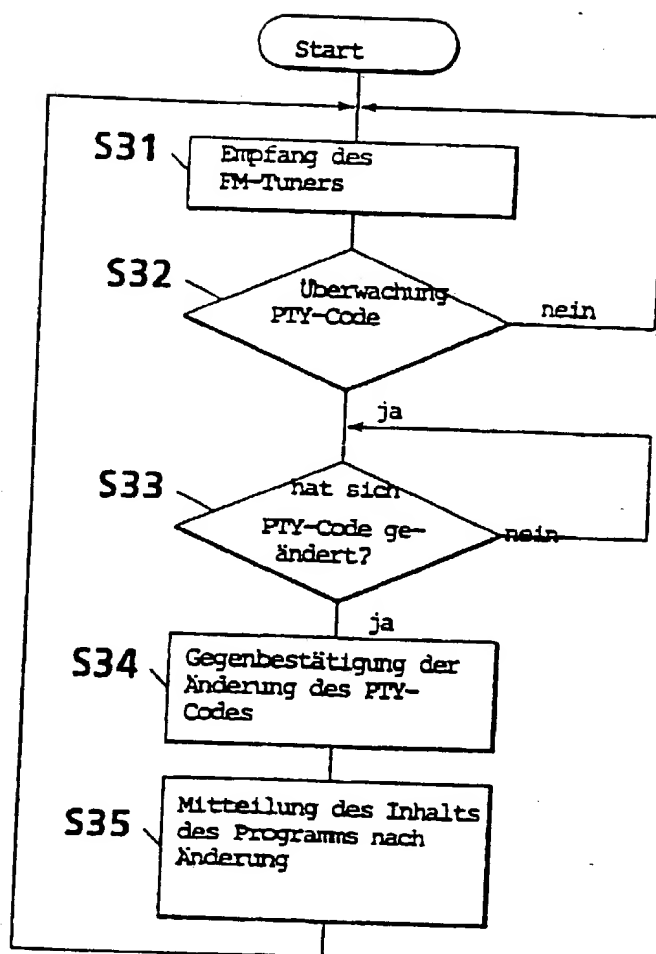 Start
S31
Empfang des
FM-Tuners
S32
Überwachung
PTY-Code
nein
ja
S33
hat sich
PTY-Code ge-
ändert?
nein
ja
S34
Gegenbestätigung der
Änderung des PTY-
Codes
S35
Mitteilung des Inhalts
des Programms nach
Änderung